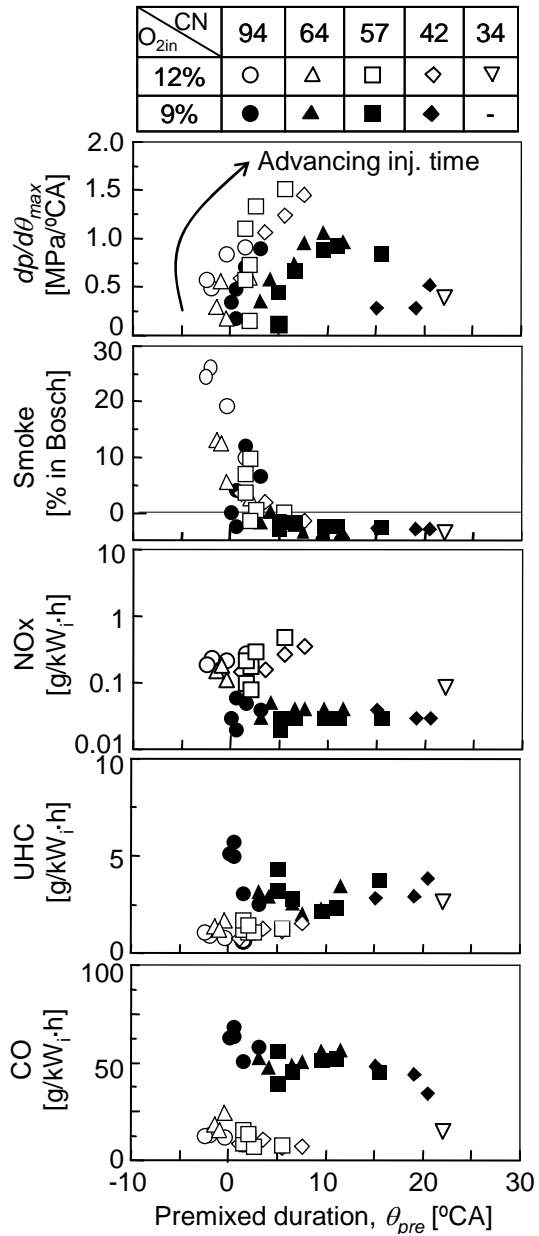 CN 94 64 57 42 34
O2in
12%
9% -
2.0
Advancing inj. time
1.5
1.0
0.5
0
dp/dθmax
[MPa/ºCA]
30
20
10
0
Smoke
[% in Bosch]
10
1
0.1
0.01
NOx
[g/kWi·h]
10
5
0
UHC
[g/kWi·h]
100
50
0
CO
[g/kWi·h]
-10 0 10 20 30
Premixed duration, θpre [ºCA]